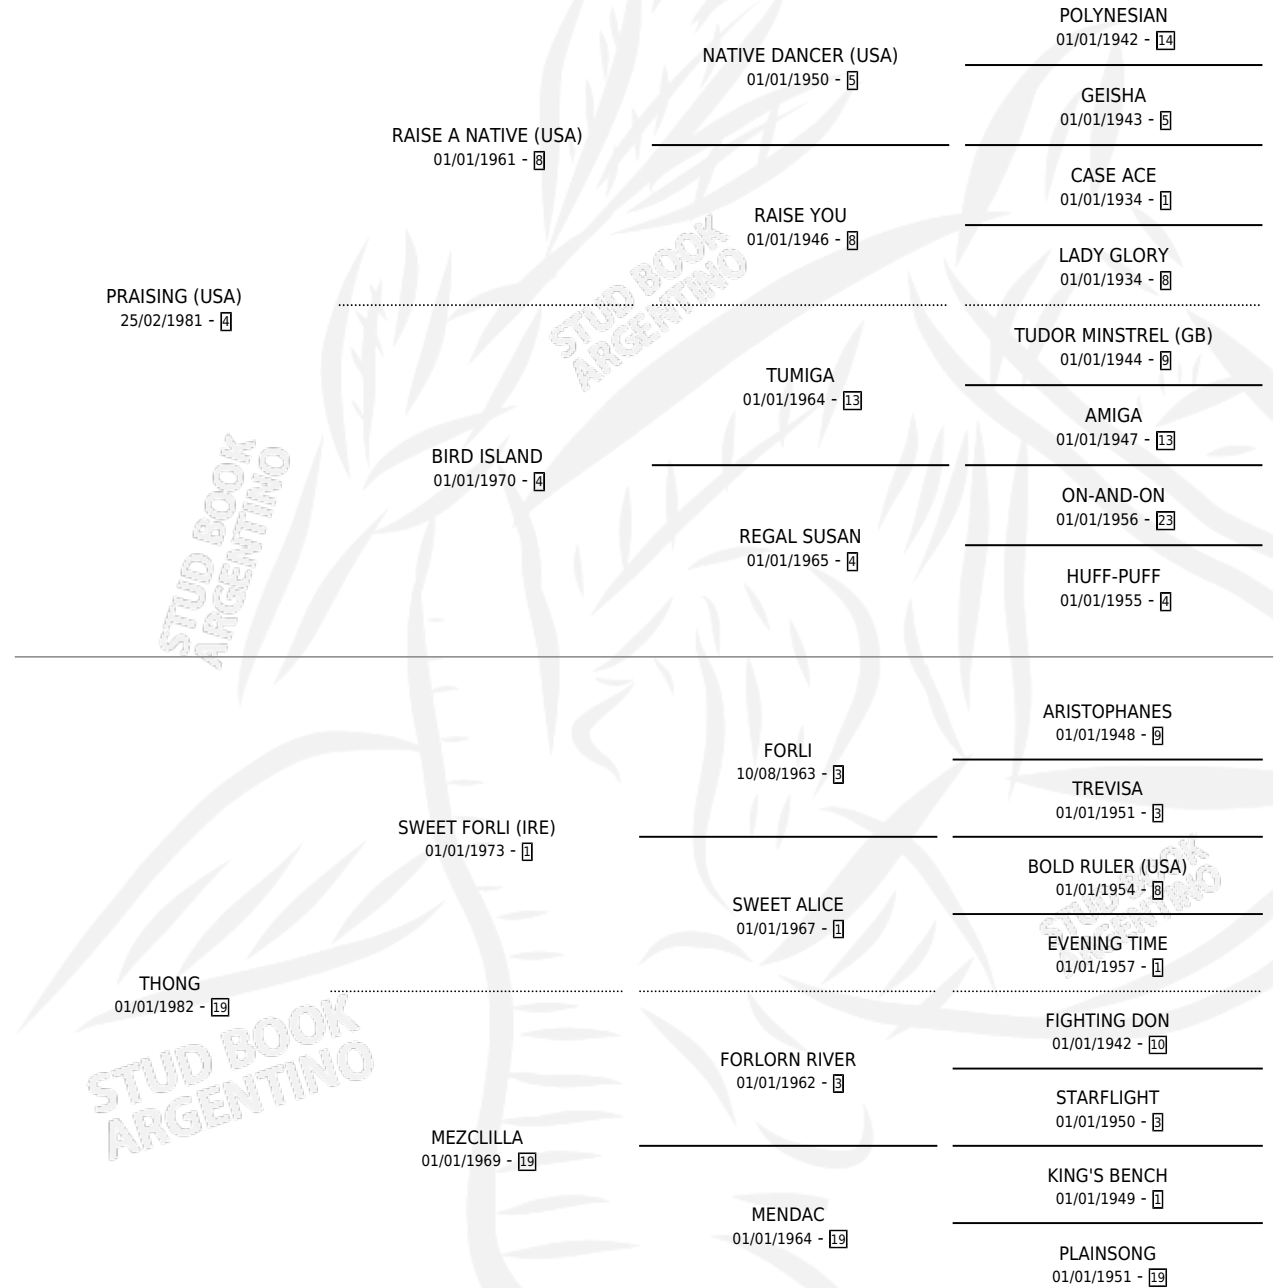 POLYNESIAN
01/01/1942 - 14
NATIVE DANCER (USA)
01/01/1950 - 5
GEISHA
01/01/1943 - 5
RAISE A NATIVE (USA)
01/01/1961 - 8
CASE ACE
01/01/1934 - 1
RAISE YOU
01/01/1946 - 8
LADY GLORY
01/01/1934 - 8
PRAISING (USA)
25/02/1981 - 4
STUD BOOK
ARGENTINO
TUDOR MINSTREL (GB)
01/01/1944 - 9
TUMIGA
01/01/1964 - 13
AMIGA
01/01/1947 - 13
BIRD ISLAND
01/01/1970 - 4
ON-AND-ON
01/01/1956 - 23
REGAL SUSAN
01/01/1965 - 4
HUFF-PUFF
01/01/1955 - 4
STUD BOOK
ARGENTINO
ARISTOPHANES
01/01/1948 - 9
FORLI
10/08/1963 - 3
TREVISA
01/01/1951 - 3
SWEET FORLI (IRE)
01/01/1973 - 1
BOLD RULER (USA)
01/01/1954 - 8
SWEET ALICE
01/01/1967 - 1
EVENING TIME
01/01/1957 - 1
STUD BOOK
ARGENTINO
THONG
01/01/1982 - 19
FIGHTING DON
01/01/1942 - 10
FORLORN RIVER
01/01/1962 - 3
STARFLIGHT
01/01/1950 - 3
STUD BOOK
ARGENTINO
MEZCLILLA
01/01/1969 - 19
KING'S BENCH
01/01/1949 - 1
MENDAC
01/01/1964 - 19
PLAINSONG
01/01/1951 - 19